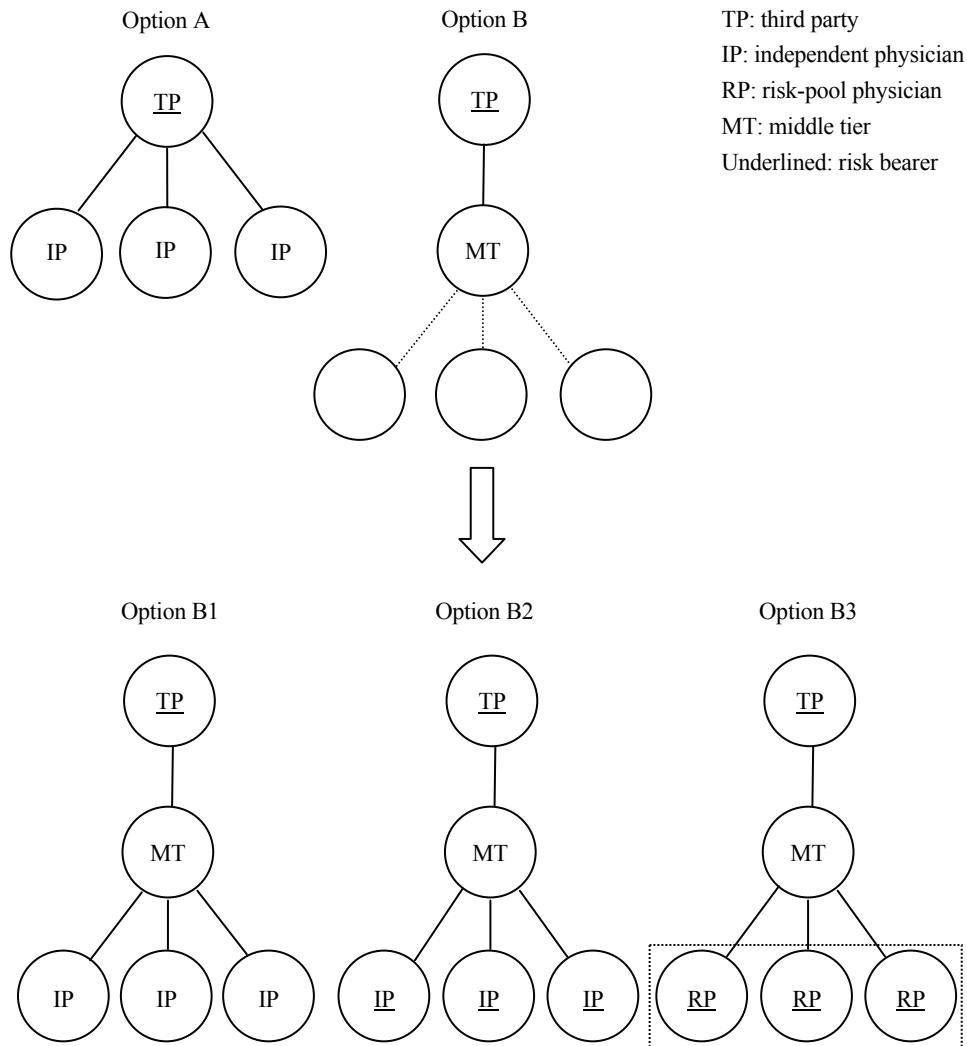 Option A
Option B
TP: third party
IP: independent physician
RP: risk-pool physician
MT: middle tier
Underlined: risk bearer
TP
TP
IP
IP
IP
MT
Option B1
Option B2
Option B3
TP
TP
TP
MT
MT
MT
IP
IP
IP
IP
IP
IP
RP
RP
RP